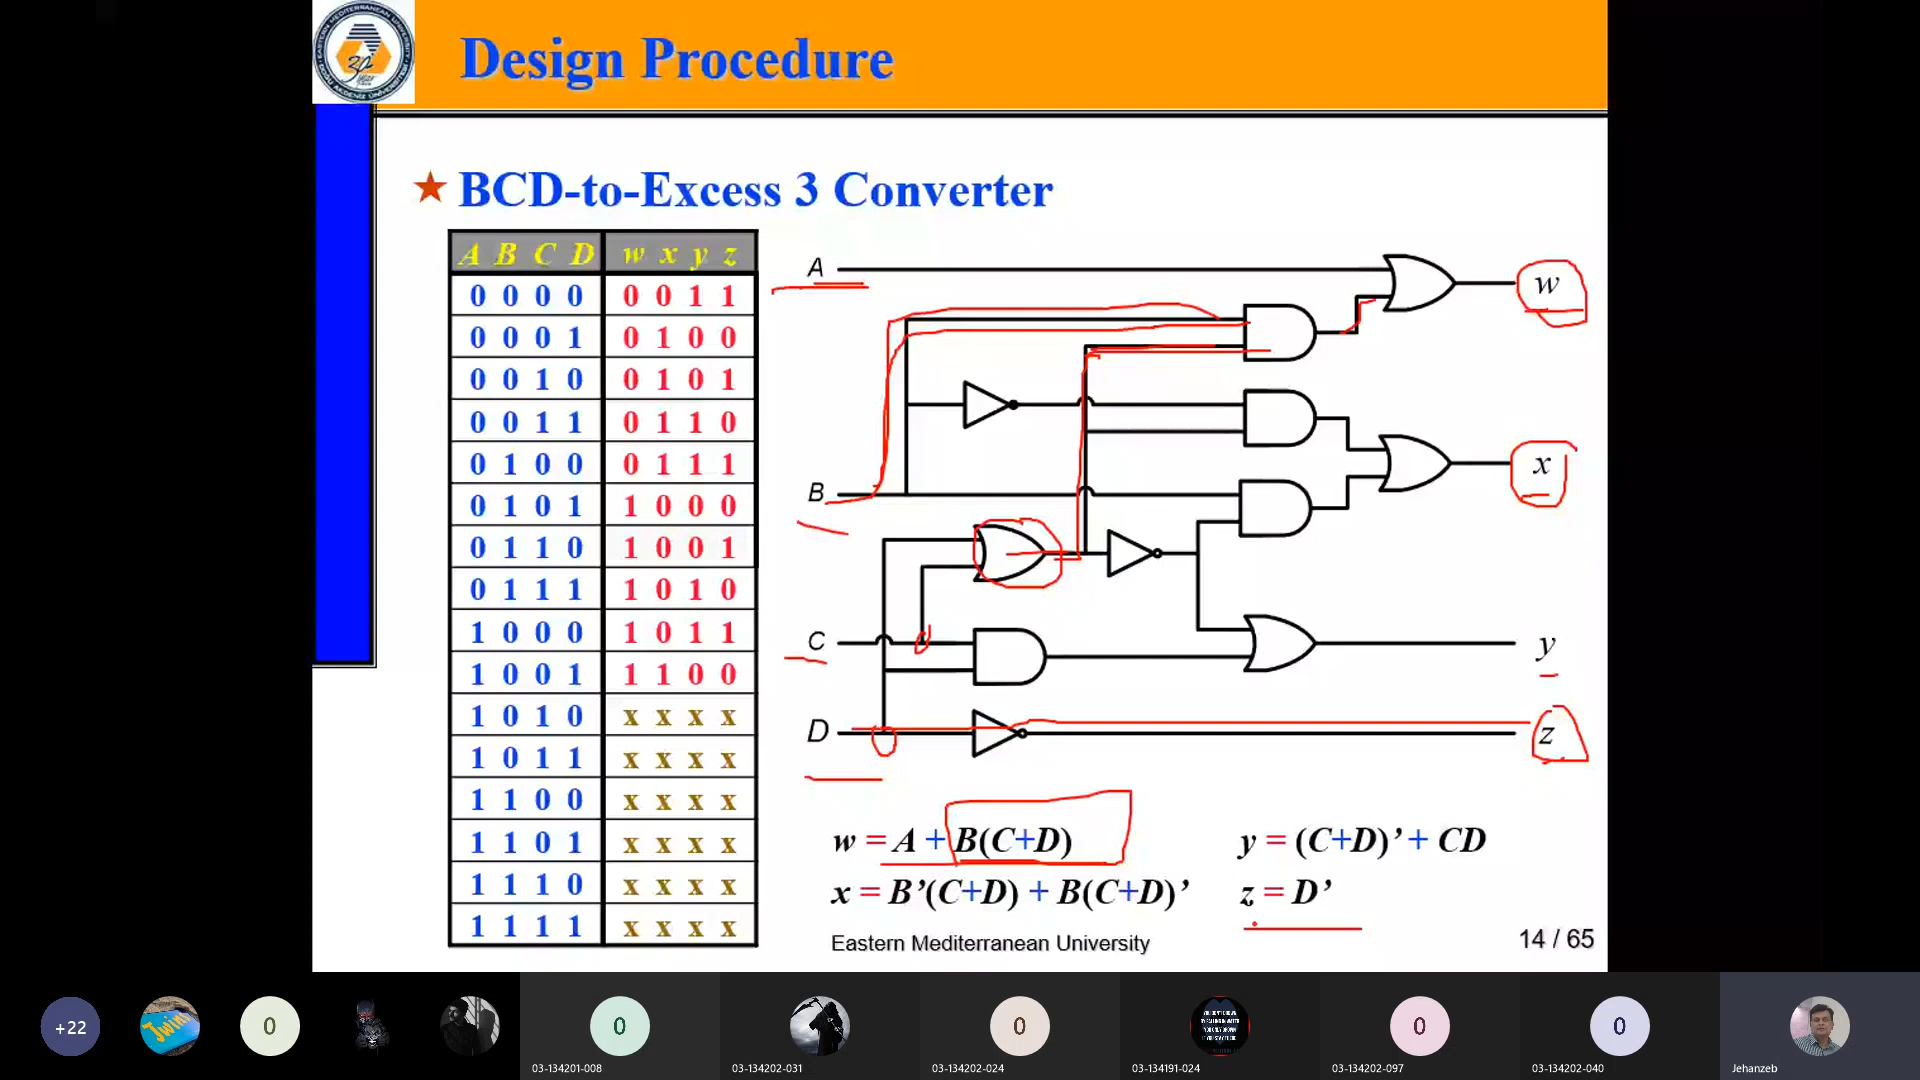 Design Procedure
BCD-to-Excess 3 Converter
A B C D w x y z
0 0 0 0 0 0 1 1
0 0 0 1 0 1 0 0
0 0 1 0 0 1 0 1
0 0 1 1 0 1 1 0
0 1 0 0 0 1 1 1
0 1 0 1 1 0 0 0
0 1 1 0 1 0 0 1
0 1 1 1 1 0 1 0
1 0 0 0 1 0 1 1
1 0 0 1 1 1 0 0
1 0 1 0 x x x x
1 0 1 1 x x x x
1 1 0 0 x x x x
1 1 0 1 x x x x
1 1 1 0 x x x x
1 1 1 1 x x x x
A
w
B
x
C
y
D
z
w = A + B(C+D)
y = (C+D)’ + CD
x = B’(C+D) + B(C+D)’
z = D’
Eastern Mediterranean University
14 / 65
+22
Twins
0
0
0
0
0
03-134201-008
03-134202-031
03-134202-024
03-134191-024
03-134202-097
03-134202-040
Jehanzeb